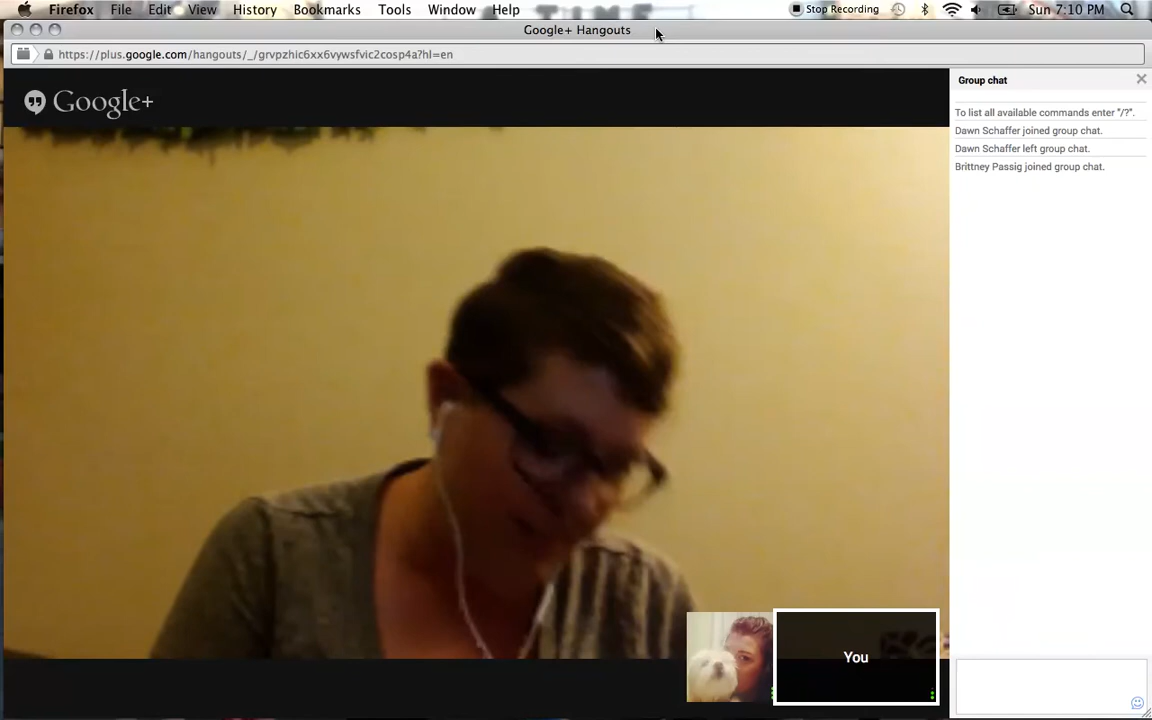 Firefox File Edit View History Bookmarks Tools Window Help Stop Recording Sun 7:10 PM
Google+ Hangouts
https://plus.google.com/hangouts/_/grvpzhic6xx6vywsfvic2cosp4a?hl=en
Google+
Group chat
To list all available commands enter "/?".
Dawn Schaffer joined group chat.
Dawn Schaffer left group chat.
Brittney Passig joined group chat.
You